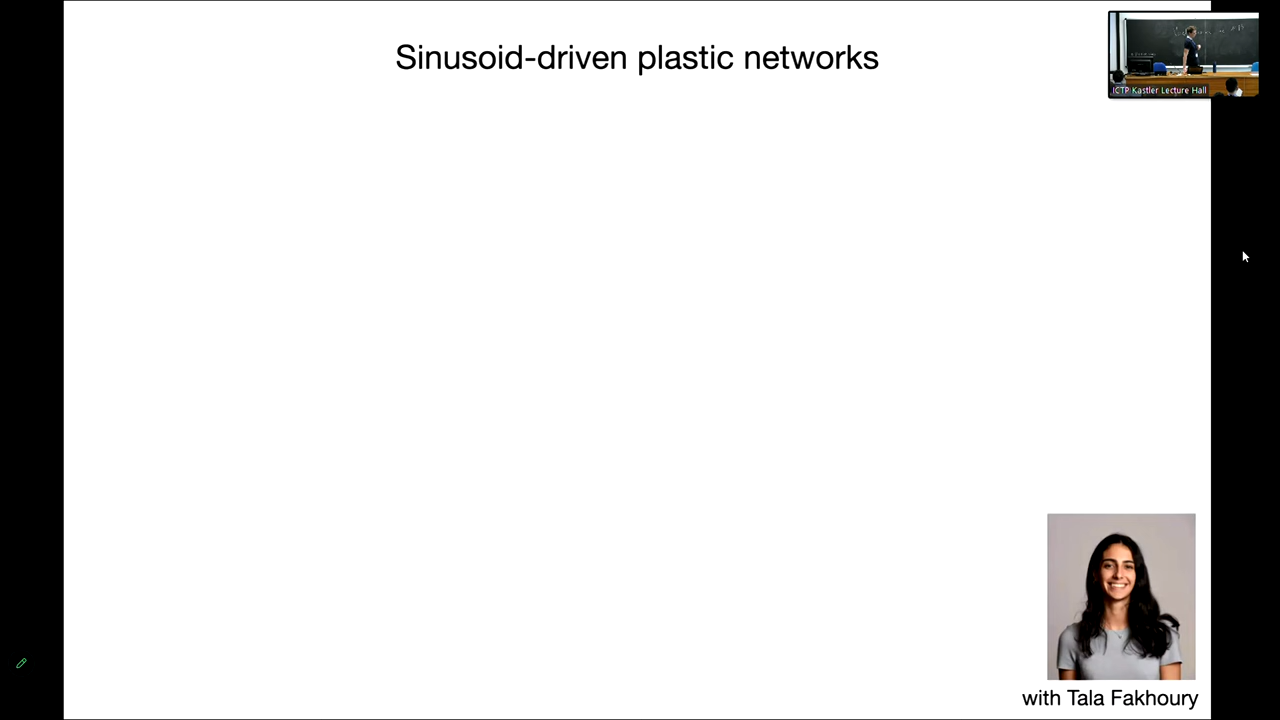 Sinusoid-driven plastic networks
ICTP Kastler Lecture Hall
with Tala Fakhoury